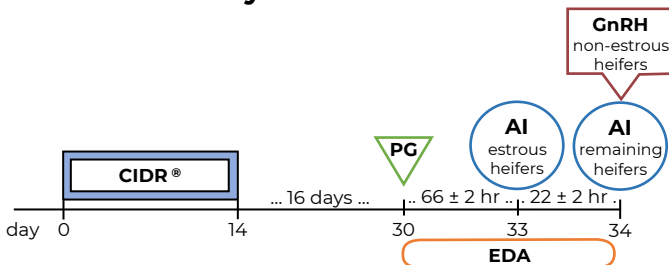 GnRH
non-estrous
heifers
AI
estrous
heifers
AI
remaining
heifers
PG
CIDR ®
... 16 days ...
.. 66 ± 2 hr ..
.. 22 ± 2 hr .
day 0 14 30 33 34
EDA